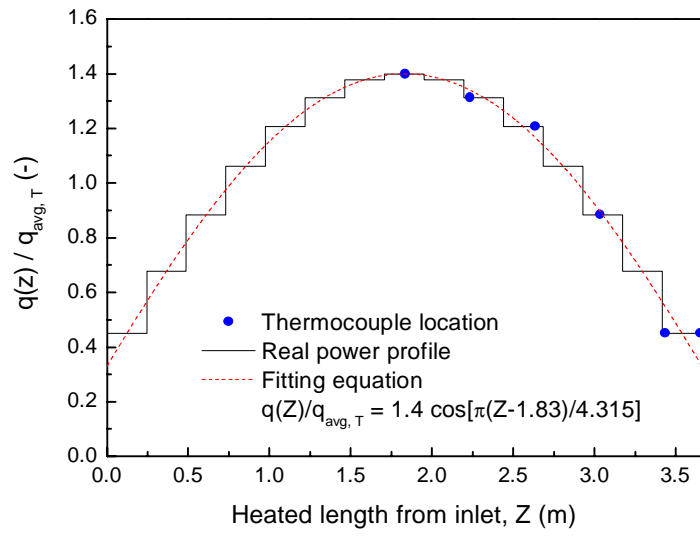 1.6
1.4
1.2
1.0
0.8
0.6
0.4
0.2
0.0
q(z) / q avg, T (-)
Thermocouple location
Real power profile
Fitting equation
q(Z)/q avg, T = 1.4 cos[π(Z-1.83)/4.315]
0.0 0.5 1.0 1.5 2.0 2.5 3.0 3.5
Heated length from inlet, Z (m)